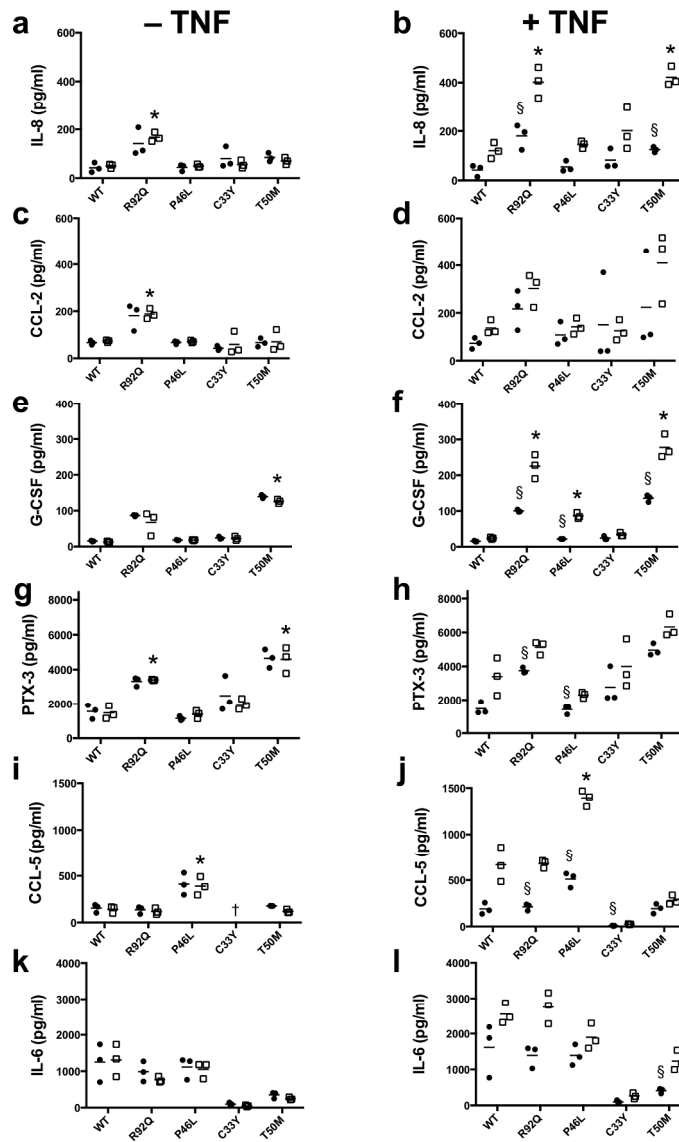 – TNF
+ TNF
a
600
400
200
0
IL-8 (pg/ml)
*
WT
R92Q
P46L
C33Y
T50M
b
600
400
200
0
IL-8 (pg/ml)
§
*
§
*
WT
R92Q
P46L
C33Y
T50M
c
600
400
200
0
CCL-2 (pg/ml)
*
WT
R92Q
P46L
C33Y
T50M
d
600
400
200
0
CCL-2 (pg/ml)
WT
R92Q
P46L
C33Y
T50M
e
400
300
200
100
0
G-CSF (pg/ml)
*
WT
R92Q
P46L
C33Y
T50M
f
400
300
200
100
0
G-CSF (pg/ml)
§
*
§
*
§
*
WT
R92Q
P46L
C33Y
T50M
g
8000
6000
4000
2000
0
PTX-3 (pg/ml)
*
*
WT
R92Q
P46L
C33Y
T50M
h
8000
6000
4000
2000
0
PTX-3 (pg/ml)
§
§
WT
R92Q
P46L
C33Y
T50M
i
1500
1000
500
0
CCL-5 (pg/ml)
*
†
WT
R92Q
P46L
C33Y
T50M
j
1500
1000
500
0
CCL-5 (pg/ml)
§
§
*
§
WT
R92Q
P46L
C33Y
T50M
k
4000
3000
2000
1000
0
IL-6 (pg/ml)
WT
R92Q
P46L
C33Y
T50M
l
4000
3000
2000
1000
0
IL-6 (pg/ml)
§
WT
R92Q
P46L
C33Y
T50M